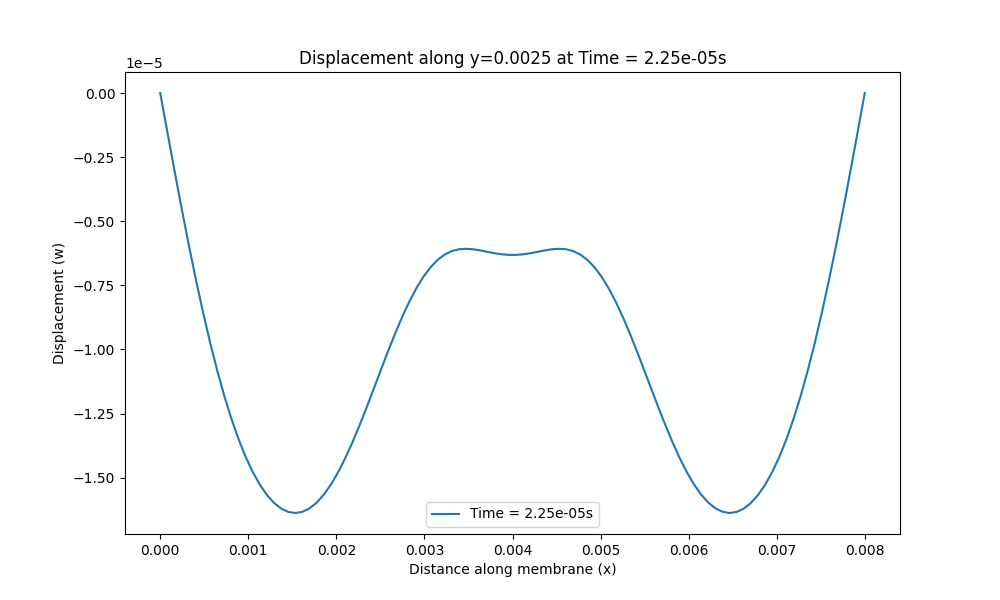 Displacement along y=0.0025 at Time = 2.25e-05s
1e−5
0.00
−0.25
−0.50
−0.75
−1.00
−1.25
−1.50
Displacement (w)
Time = 2.25e-05s
0.000 0.001 0.002 0.003 0.004 0.005 0.006 0.007 0.008
Distance along membrane (x)